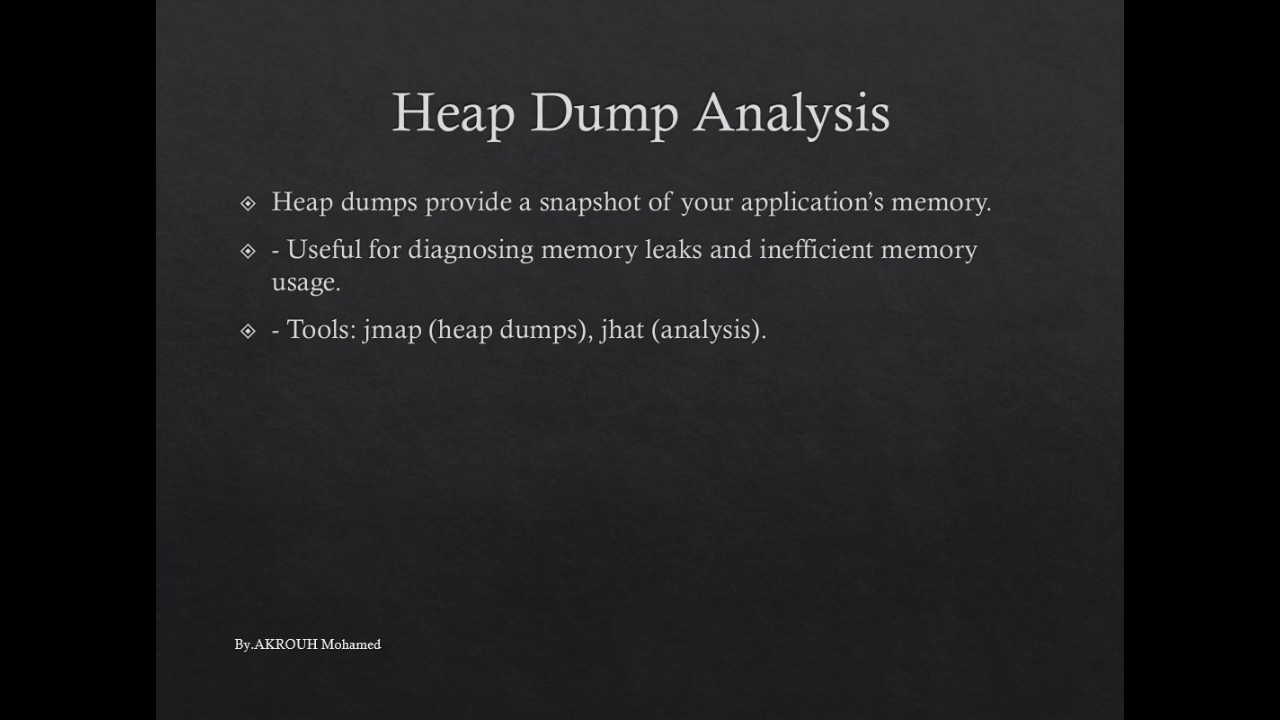 Heap Dump Analysis
Heap dumps provide a snapshot of your application’s memory.
- Useful for diagnosing memory leaks and inefficient memory
usage.
- Tools: jmap (heap dumps), jhat (analysis).
By.AKROUH Mohamed